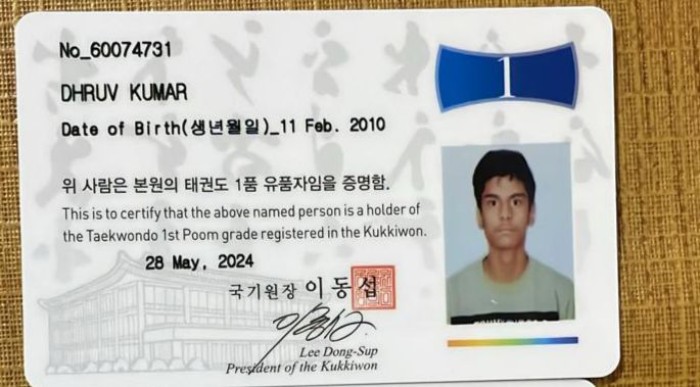 No_60074731
1
DHRUV KUMAR
Date of Birth(생년월일)_11 Feb. 2010
위 사람은 본원의 태권도 1품 유품자임을 증명함.
This is to certify that the above named person is a holder of
the Taekwondo 1st Poom grade registered in the Kukkiwon.
28 May, 2024
국기원장 이동섭
Lee Dong-Sup
President of the Kukkiwon